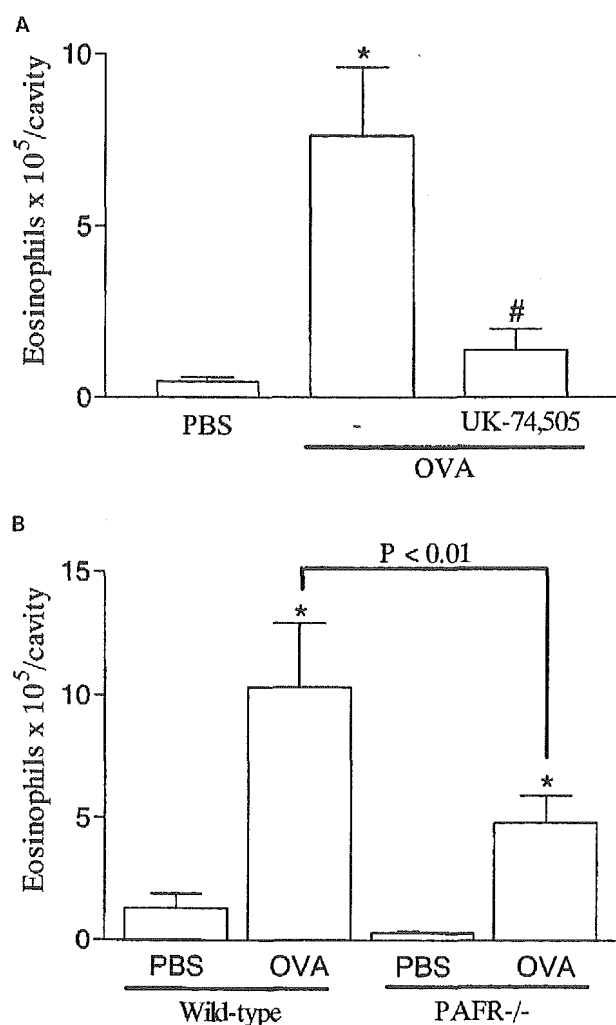 A
Eosinophils x 10⁵/cavity
10
5
0
*
#
PBS
-
UK-74,505
OVA
B
Eosinophils x 10⁵/cavity
15
10
5
0
P < 0.01
*
*
PBS OVA PBS OVA
Wild-type PAFR-/-